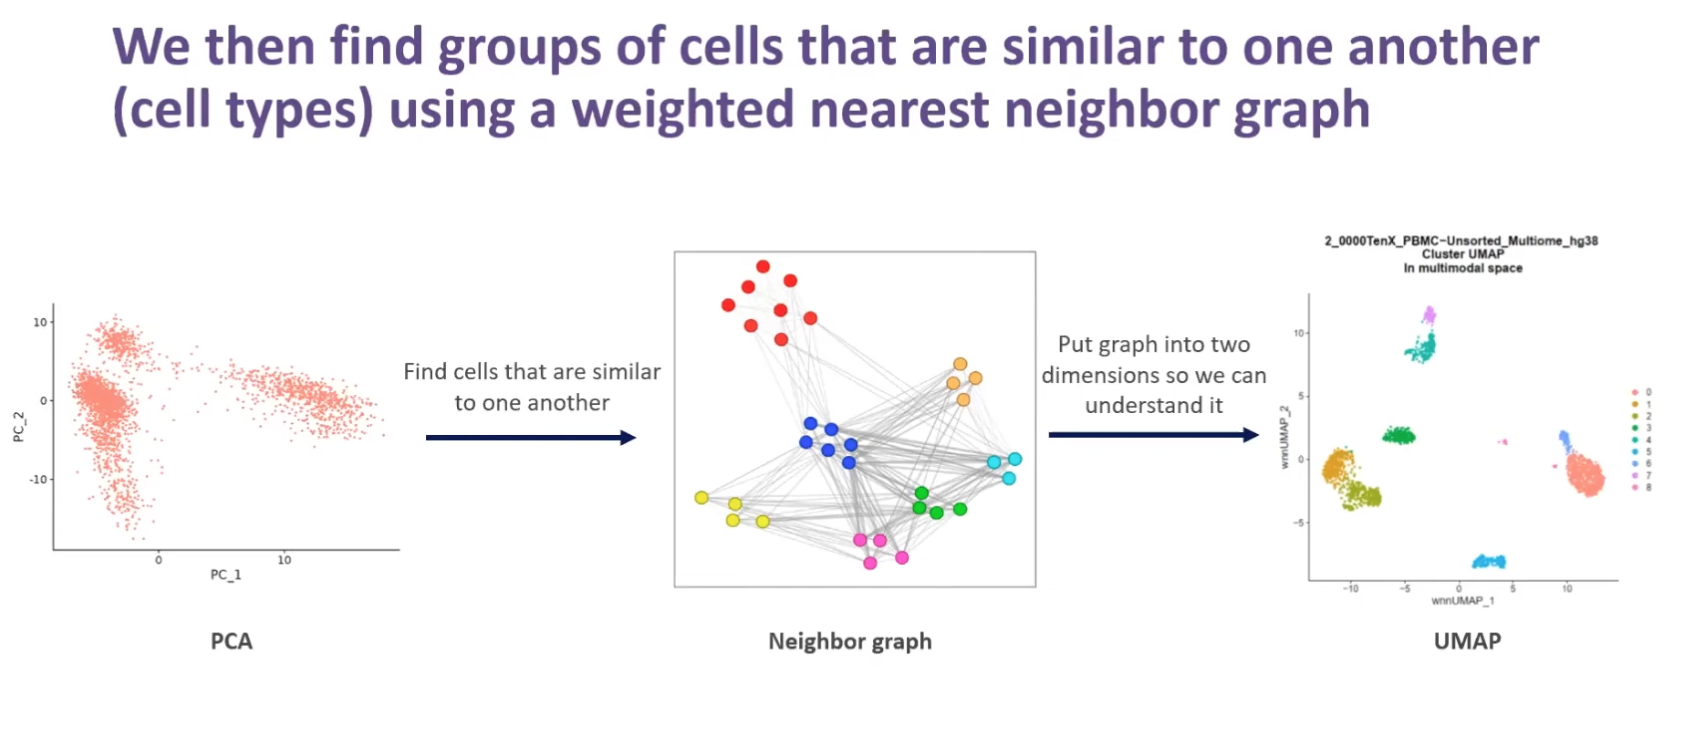 We then find groups of cells that are similar to one another
(cell types) using a weighted nearest neighbor graph
10
0
-10
PC_2
0
10
PC_1
PCA
Find cells that are similar
to one another
Neighbor graph
Put graph into two
dimensions so we can
understand it
2_0000TenX_PBMC−Unsorted_Multiome_hg38
Cluster UMAP
In multimodal space
10
5
0
−5
wnnUMAP_2
−10
−5
0
5
10
wnnUMAP_1
0
1
2
3
4
5
6
7
8
UMAP